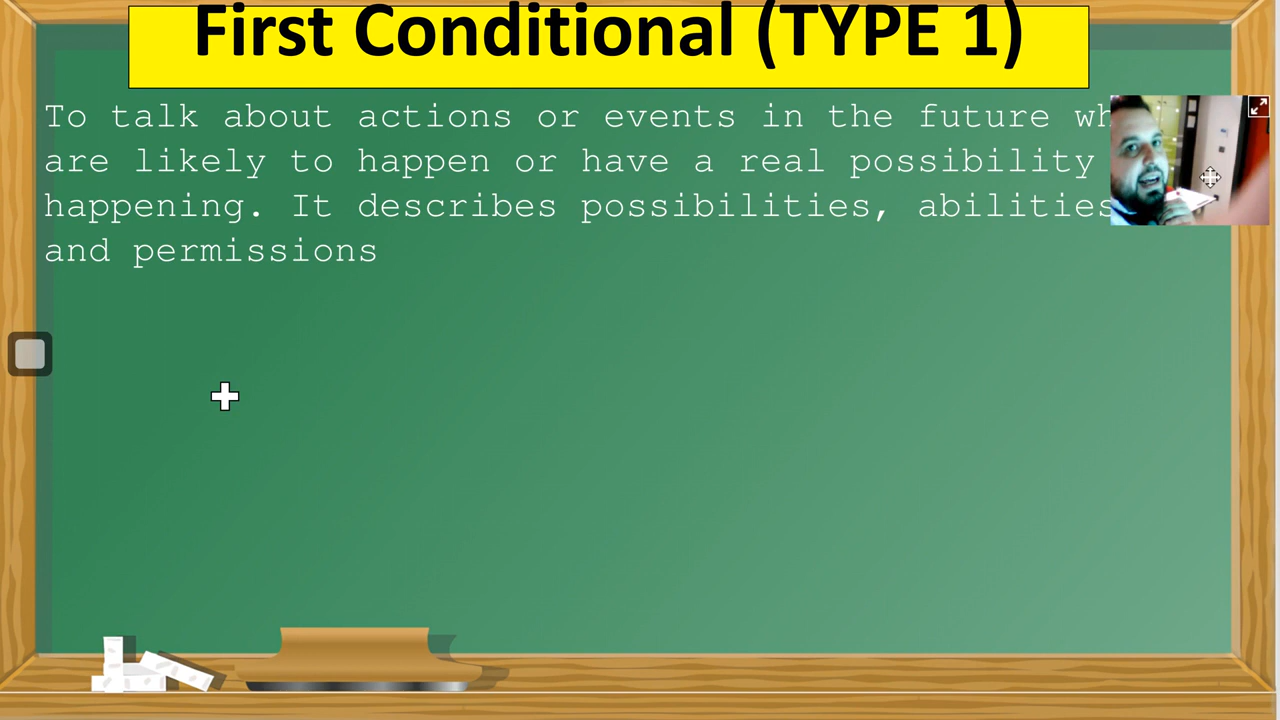 First Conditional (TYPE 1)
To talk about actions or events in the future
are likely to happen or have a real possibility
happening. It describes possibilities, abilities
and permissions